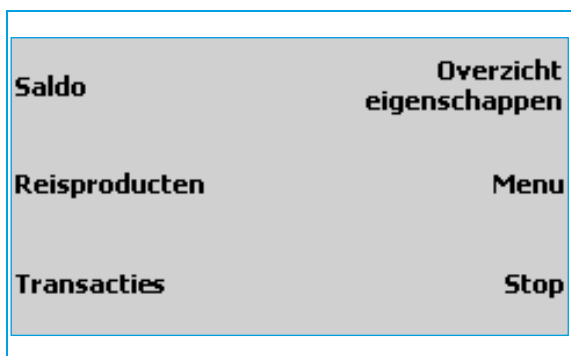 Saldo
Overzicht
eigenschappen
Reisproducten
Menu
Transacties
Stop